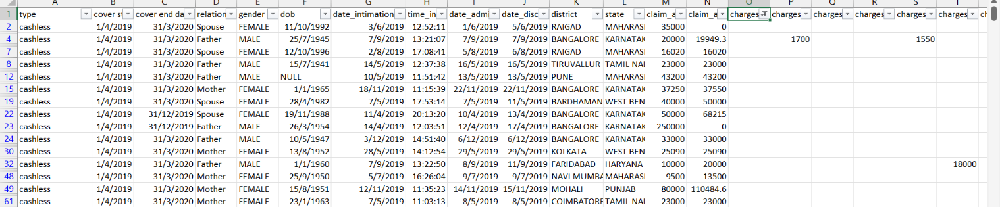 A B C D E F G H I J K L M N O P Q R S T
1 type cover st cover end da relation gender dob date_intimation time_in date_admi date_disc district state claim_a claim_a charges charges charges charges charges charges ch
2 cashless 1/4/2019 31/3/2020 Spouse FEMALE 11/10/1992 3/6/2019 12:52:11 1/6/2019 5/6/2019 RAIGAD MAHARAS 35000 0
4 cashless 1/4/2019 31/3/2020 Father MALE 25/7/1945 7/9/2019 13:21:07 7/9/2019 7/9/2019 BANGALORE KARNATAK 20000 19949.3 1700 1550
7 cashless 1/4/2019 31/3/2020 Spouse FEMALE 12/10/1996 2/8/2019 17:08:41 5/8/2019 6/8/2019 RAIGAD MAHARAS 16020 16020
8 cashless 1/4/2019 31/3/2020 Father MALE 15/7/1941 14/5/2019 12:37:38 16/5/2019 16/5/2019 TIRUVALLUR TAMIL NA 23000 23000
12 cashless 1/4/2019 31/3/2020 Father MALE NULL 10/5/2019 11:51:42 13/5/2019 13/5/2019 PUNE MAHARAS 43200 43200
15 cashless 1/4/2019 31/3/2020 Mother FEMALE 1/1/1965 18/11/2019 11:15:39 22/11/2019 22/11/2019 BANGALORE KARNATAK 37250 37550
19 cashless 1/4/2019 31/3/2020 Spouse FEMALE 28/4/1982 7/5/2019 17:53:14 7/5/2019 11/5/2019 BARDHAMAN WEST BEN 40000 50000
22 cashless 1/4/2019 31/12/2019 Spouse FEMALE 19/11/1988 11/4/2019 20:13:20 10/4/2019 13/4/2019 BANGALORE KARNATAK 50000 68215
23 cashless 1/4/2019 31/12/2019 Father MALE 26/3/1954 14/4/2019 12:03:51 12/4/2019 17/4/2019 BANGALORE KARNATAK 250000 0
24 cashless 1/4/2019 31/3/2020 Father MALE 10/5/1947 3/12/2019 14:51:40 6/12/2019 6/12/2019 BANGALORE KARNATAK 33000 33000
30 cashless 1/4/2019 31/3/2020 Mother FEMALE 13/8/1952 28/5/2019 14:12:54 29/5/2019 29/5/2019 KOLKATA WEST BEN 25090 25090
32 cashless 1/4/2019 31/3/2020 Father MALE 1/1/1960 7/9/2019 13:22:50 8/9/2019 11/9/2019 FARIDABAD HARYANA 10000 20000 18000
48 cashless 1/4/2019 31/3/2020 Mother FEMALE 25/9/1950 5/7/2019 16:26:04 9/7/2019 9/7/2019 NAVI MUMBA MAHARAS 9500 13500
49 cashless 1/4/2019 31/3/2020 Mother FEMALE 15/8/1951 12/11/2019 11:35:23 14/11/2019 15/11/2019 MOHALI PUNJAB 80000 110484.6
61 cashless 1/4/2019 31/3/2020 Mother FEMALE 23/1/1963 7/5/2019 11:03:13 8/5/2019 8/5/2019 COIMBATORE TAMIL NA 23000 23000